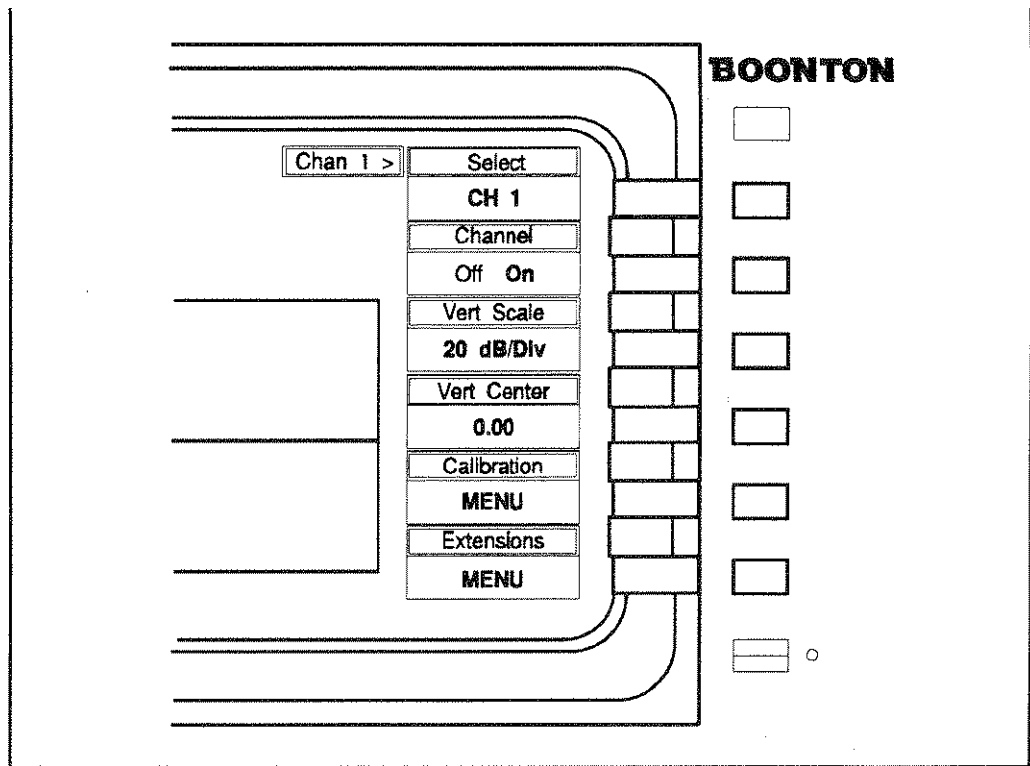 BOONTON
Chan 1 >
Select
CH 1
Channel
Off On
Vert Scale
20 dB/Div
Vert Center
0.00
Calibration
MENU
Extensions
MENU